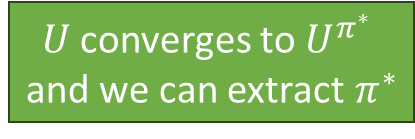 U converges to U^π*
and we can extract π*